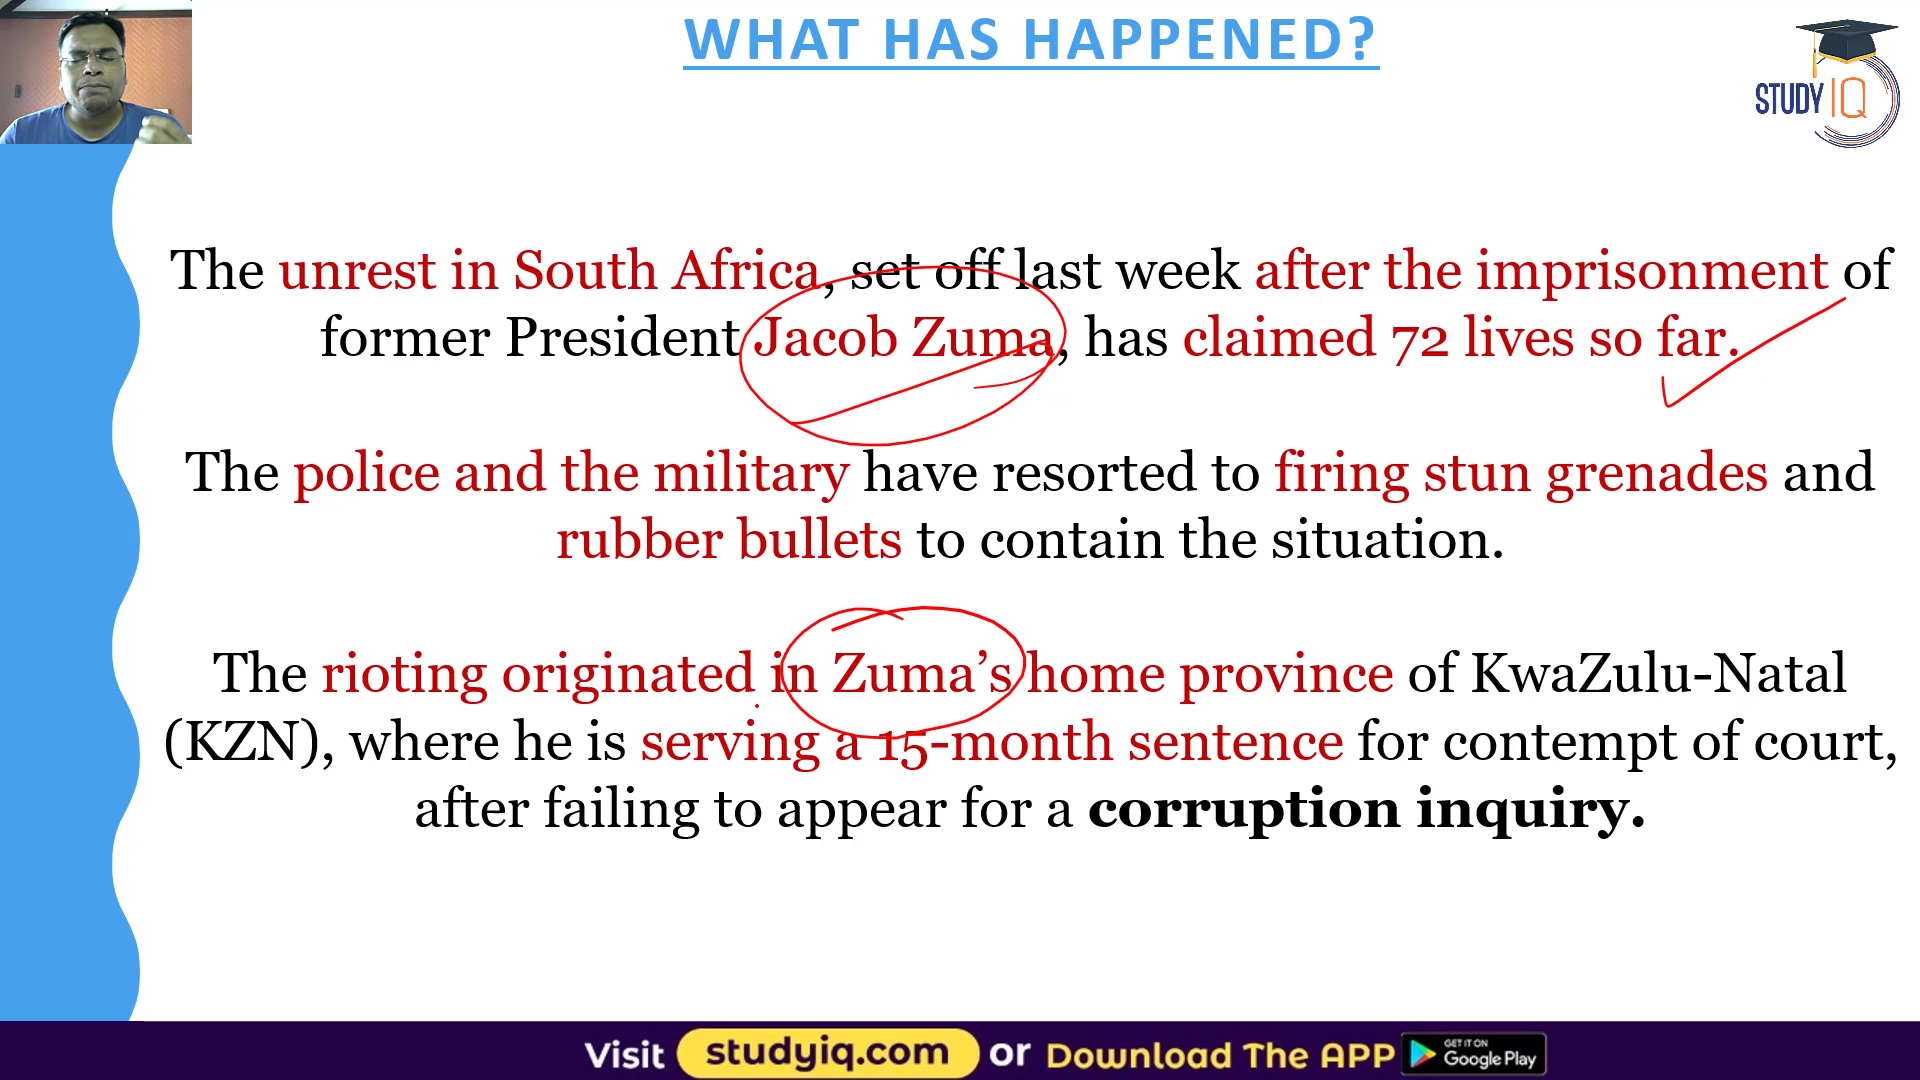 WHAT HAS HAPPENED?
STUDY IQ
The unrest in South Africa, set off last week after the imprisonment of
former President Jacob Zuma, has claimed 72 lives so far.
The police and the military have resorted to firing stun grenades and
rubber bullets to contain the situation.
The rioting originated in Zuma’s home province of KwaZulu-Natal
(KZN), where he is serving a 15-month sentence for contempt of court,
after failing to appear for a corruption inquiry.
Visit studyiq.com or Download The APP GET IT ON Google Play